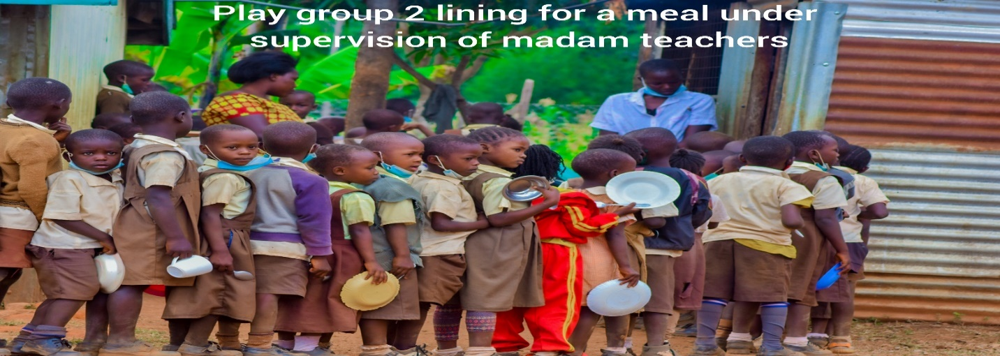 Play group 2 lining for a meal under
supervision of madam teachers